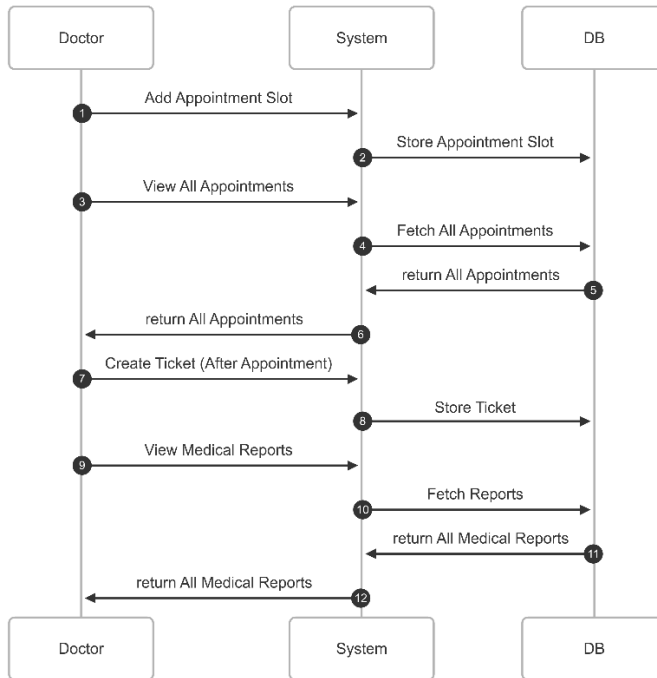 Doctor
System
DB
Add Appointment Slot
1
Store Appointment Slot
2
View All Appointments
3
Fetch All Appointments
4
return All Appointments
5
return All Appointments
6
Create Ticket (After Appointment)
7
Store Ticket
8
View Medical Reports
9
Fetch Reports
10
return All Medical Reports
11
return All Medical Reports
12
Doctor
System
DB